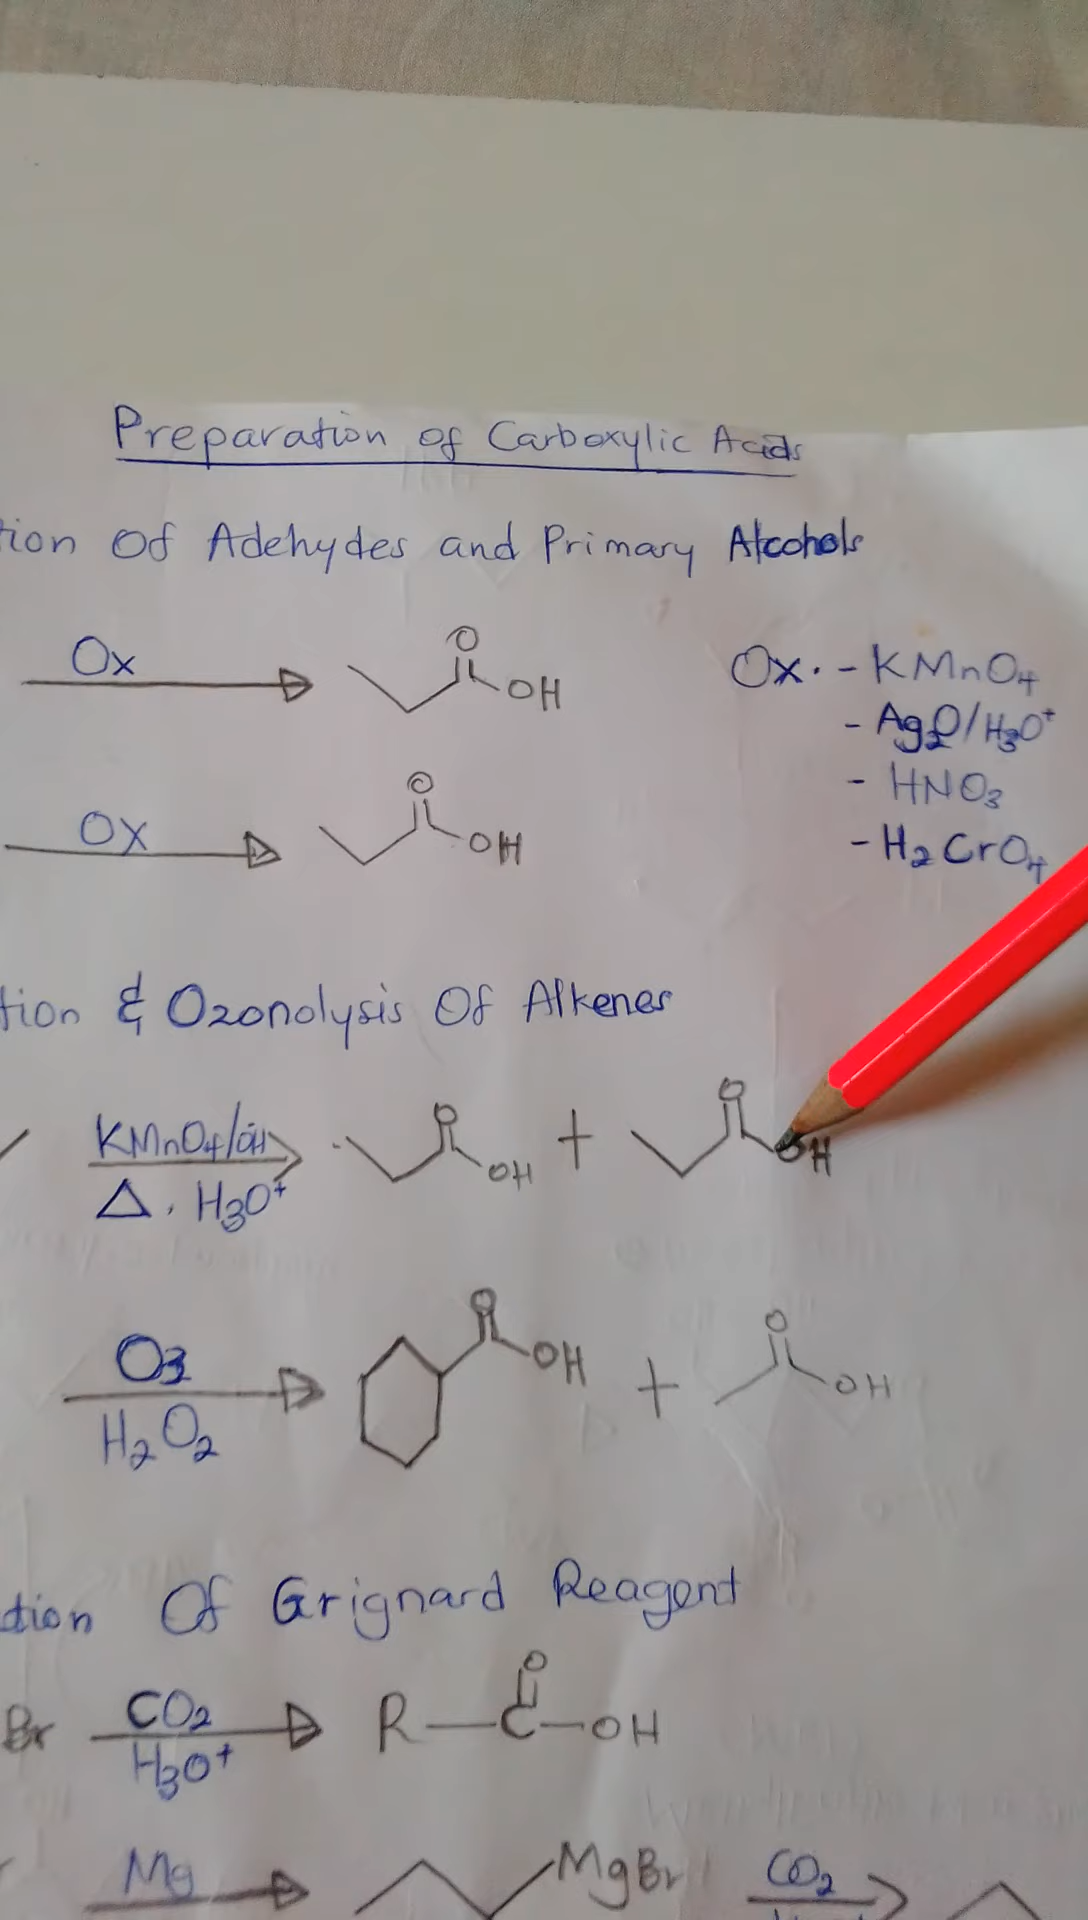 Preparation of Carboxylic Acids
tion Of Adehydes and Primary Alcohols
Ox
O
OH
Ox. - KMnO4
- Ag2O/H3O+
- HNO3
- H2CrO4
Ox
O
OH
tion & Ozonolysis Of Alkenes
KMnO4/OH
Δ, H3O+
O
OH
+
O
OH
O3
H2O2
O
OH
+
O
OH
ation Of Grignard Reagent
Br
CO2
H3O+
R—C—OH
O
Mg
MgBr
CO2